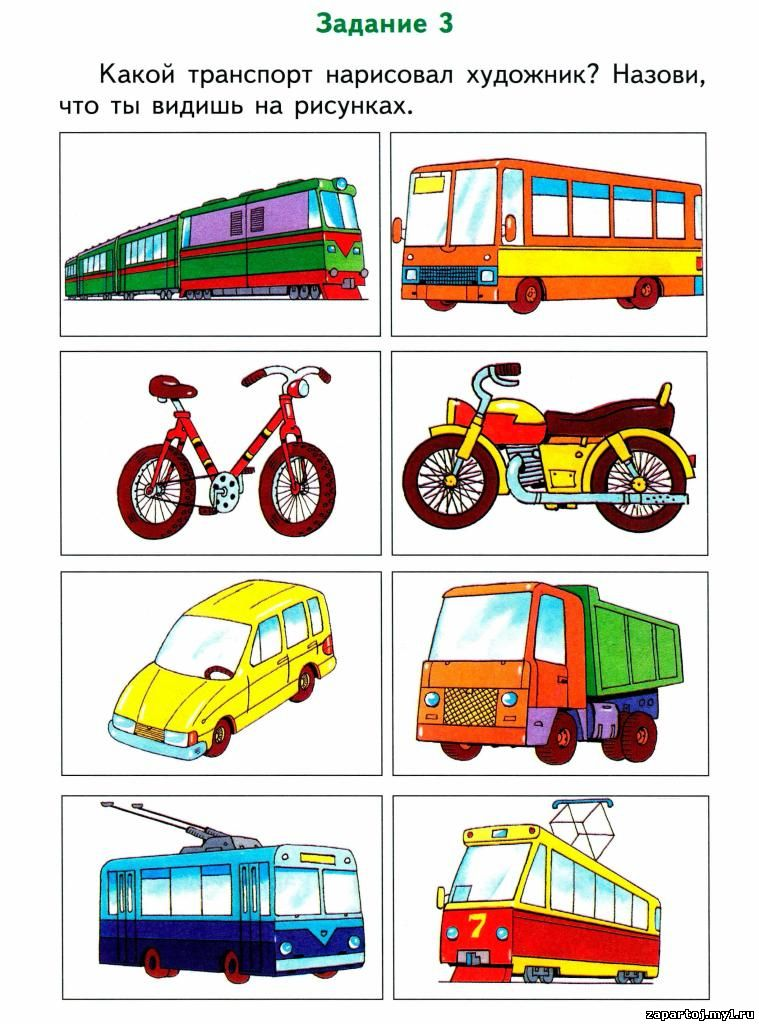 Задание 3
Какой транспорт нарисовал художник? Назови,
что ты видишь на рисунках.
7
zapartoj.my1.ru